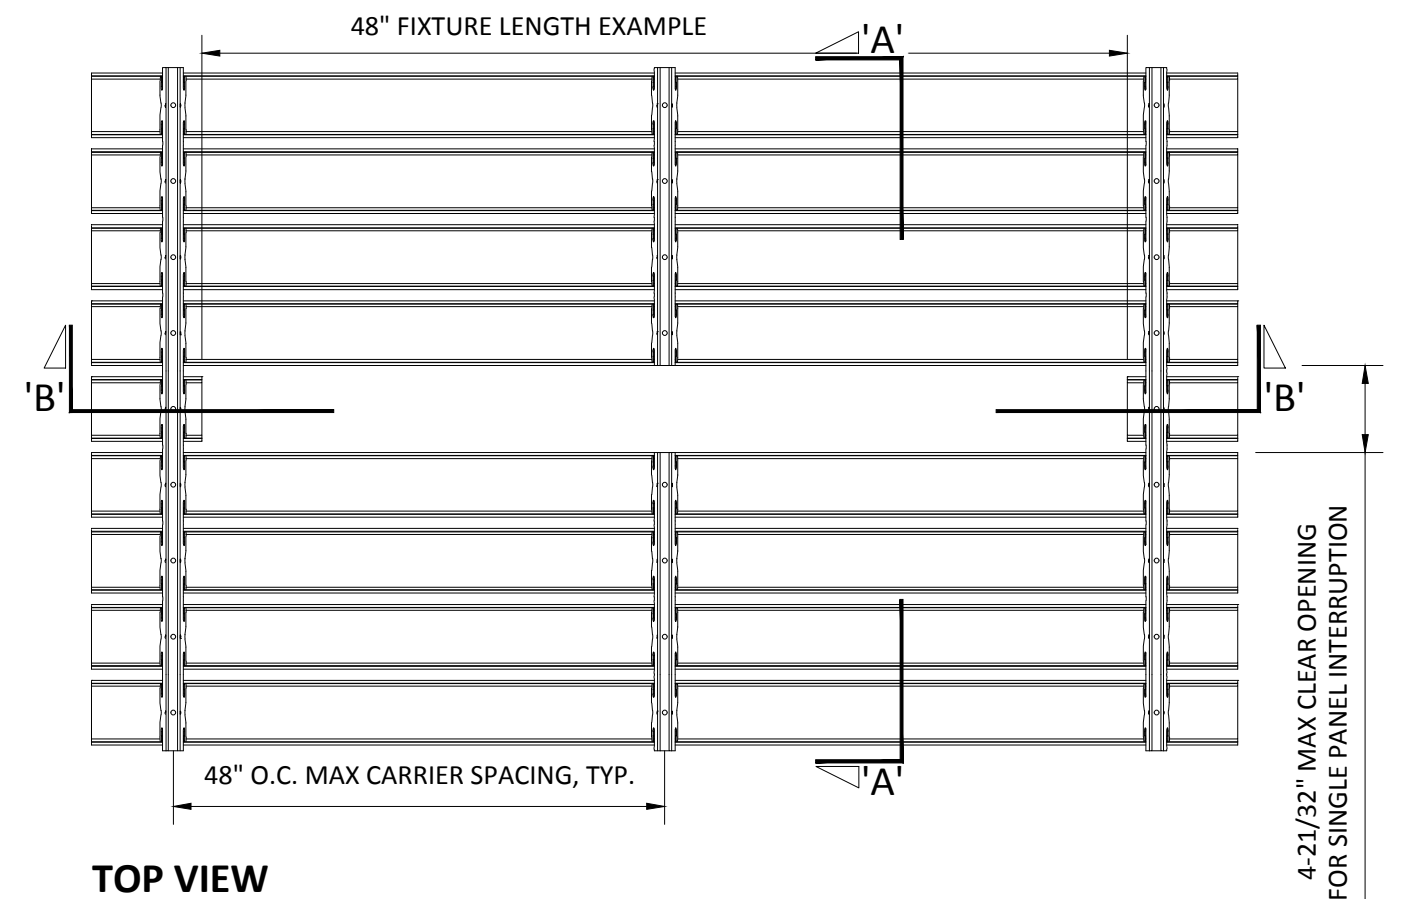 48" FIXTURE LENGTH EXAMPLE
'A'
'B'
'B'
4-21/32" MAX CLEAR OPENING
FOR SINGLE PANEL INTERRUPTION
48" O.C. MAX CARRIER SPACING, TYP.
'A'
TOP VIEW